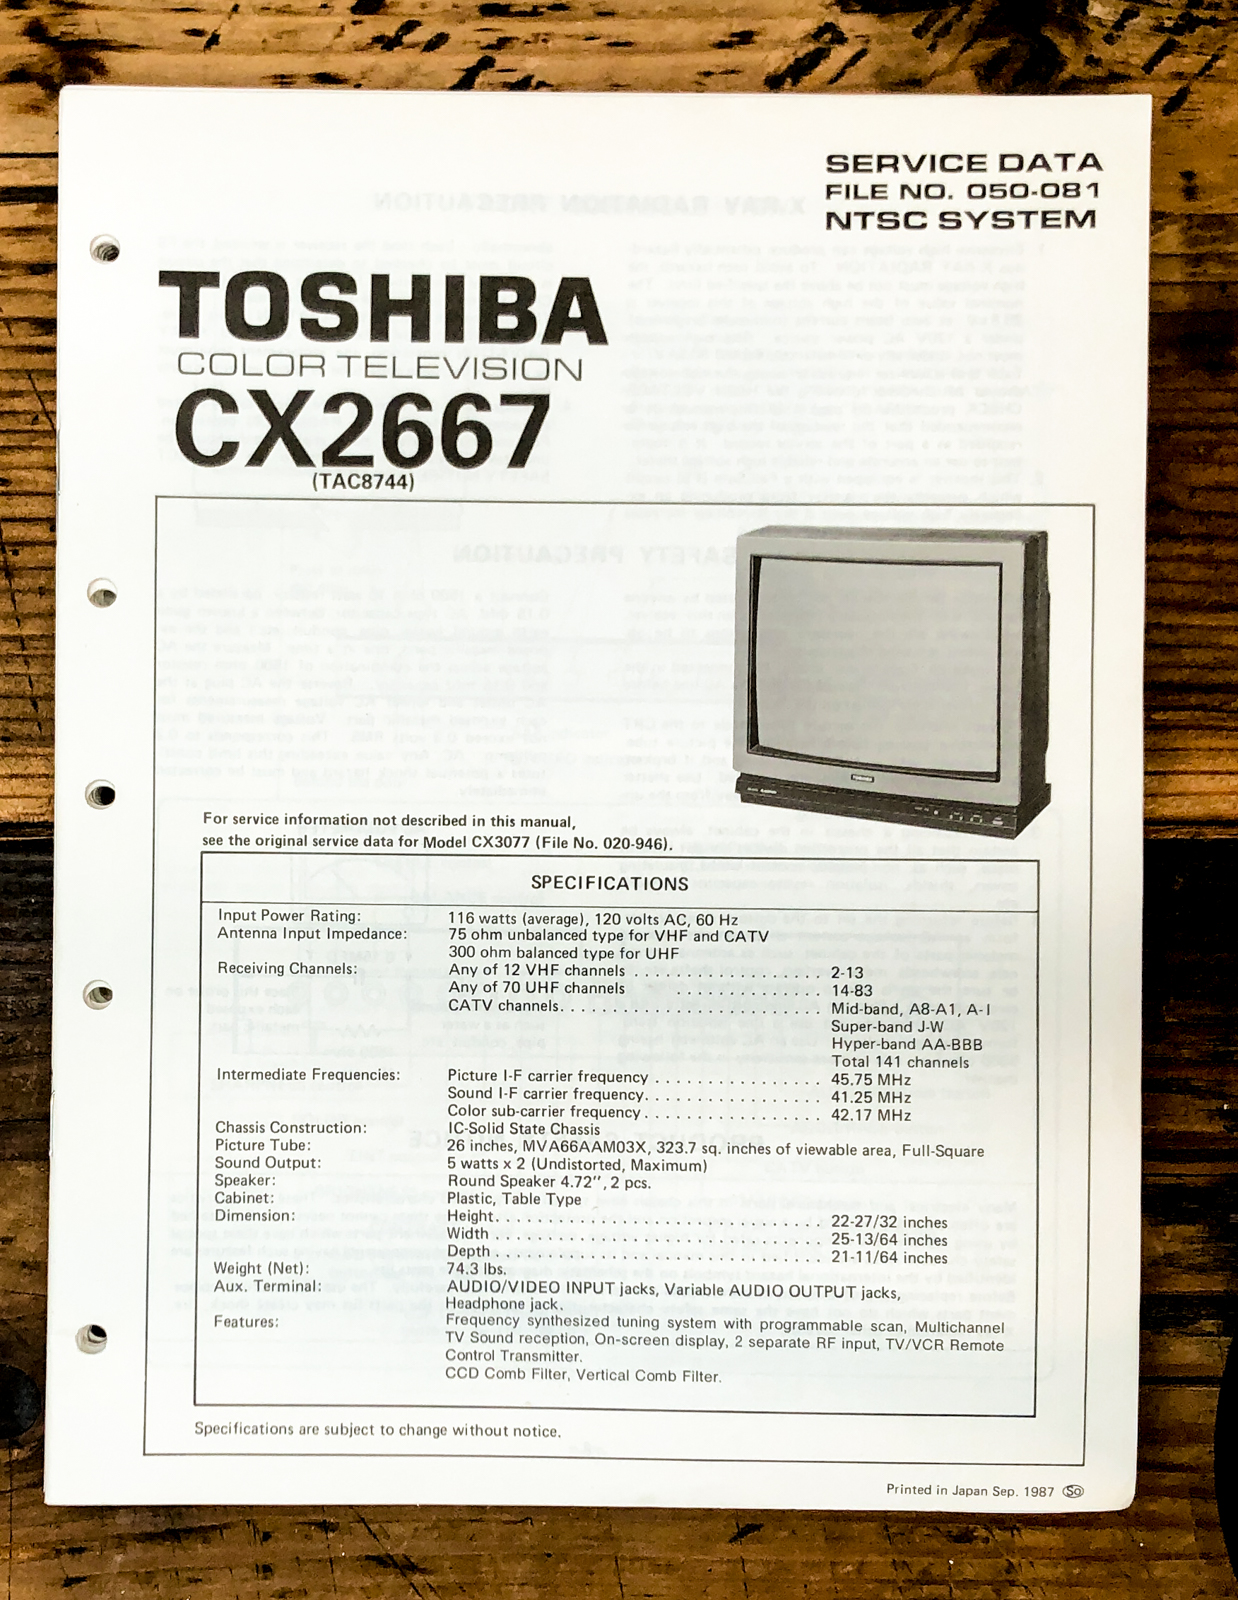 SERVICE DATA
FILE NO. 050-081
NTSC SYSTEM
TOSHIBA
COLOR TELEVISION
CX2667
(TAC8744)
TOSHIBA
For service information not described in this manual,
see the original service data for Model CX3077 (File No. 020-946).
SPECIFICATIONS
Input Power Rating: 116 watts (average), 120 volts AC, 60 Hz
Antenna Input Impedance: 75 ohm unbalanced type for VHF and CATV
300 ohm balanced type for UHF
Receiving Channels: Any of 12 VHF channels . . . . . . . . . . . . . . . . . . 2-13
Any of 70 UHF channels . . . . . . . . . . . . . . 14-83
CATV channels. . . . . . . . . . . . . . . . . . . . . . . . . Mid-band, A8-A1, A-I
Super-band J-W
Hyper-band AA-BBB
Total 141 channels
Intermediate Frequencies: Picture I-F carrier frequency . . . . . . . . . . . . . . . . 45.75 MHz
Sound I-F carrier frequency. . . . . . . . . . . . . . . . . 41.25 MHz
Color sub-carrier frequency . . . . . . . . . . . . . . . . . 42.17 MHz
Chassis Construction: IC-Solid State Chassis
Picture Tube: 26 inches, MVA66AAM03X, 323.7 sq. inches of viewable area, Full-Square
Sound Output: 5 watts x 2 (Undistorted, Maximum)
Speaker: Round Speaker 4.72", 2 pcs.
Cabinet: Plastic, Table Type
Dimension: Height. . . . . . . . . . . . . . . . . . . . . . . . . . . . . . . 22-27/32 inches
Width . . . . . . . . . . . . . . . . . . . . . . . . . . . . . . . . 25-13/64 inches
Depth . . . . . . . . . . . . . . . . . . . . . . . . . . . . . . . . 21-11/64 inches
Weight (Net): 74.3 lbs.
Aux. Terminal: AUDIO/VIDEO INPUT jacks, Variable AUDIO OUTPUT jacks,
Headphone jack.
Features: Frequency synthesized tuning system with programmable scan, Multichannel
TV Sound reception, On-screen display, 2 separate RF input, TV/VCR Remote
Control Transmitter.
CCD Comb Filter, Vertical Comb Filter.
Specifications are subject to change without notice.
Printed in Japan Sep. 1987 So